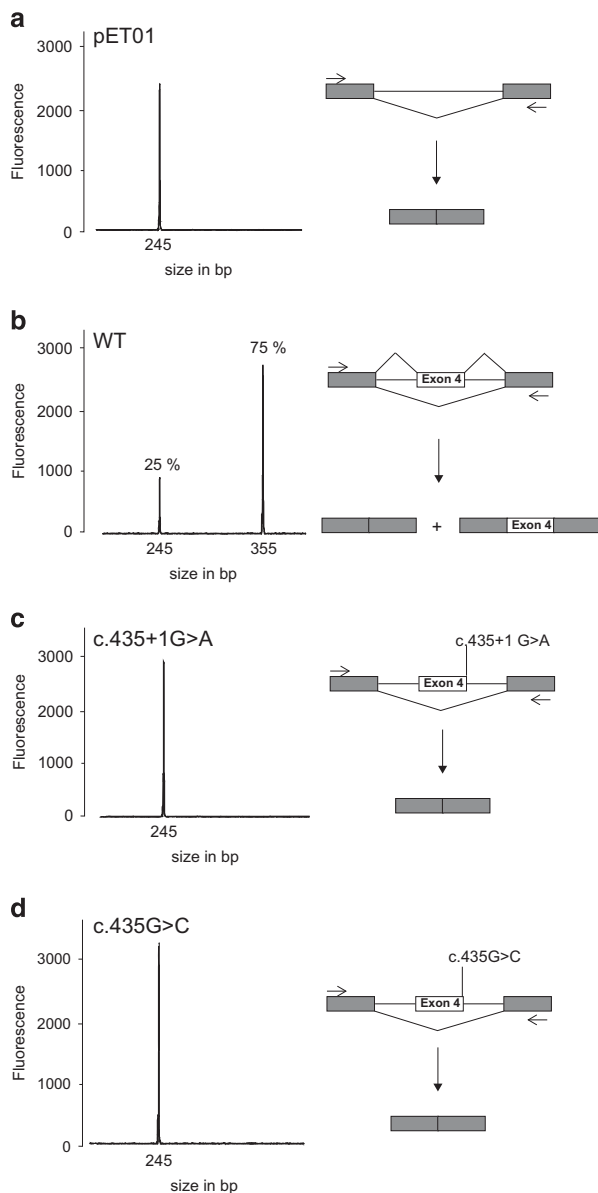 a
pET01
3000
2000
1000
0
Fluorescence
245
size in bp
b
WT
3000
2000
1000
0
Fluorescence
25 %
75 %
245
355
size in bp
Exon 4
+
Exon 4
c
c.435+1G>A
3000
2000
1000
0
Fluorescence
245
size in bp
c.435+1 G>A
Exon 4
d
c.435G>C
3000
2000
1000
0
Fluorescence
245
size in bp
c.435G>C
Exon 4